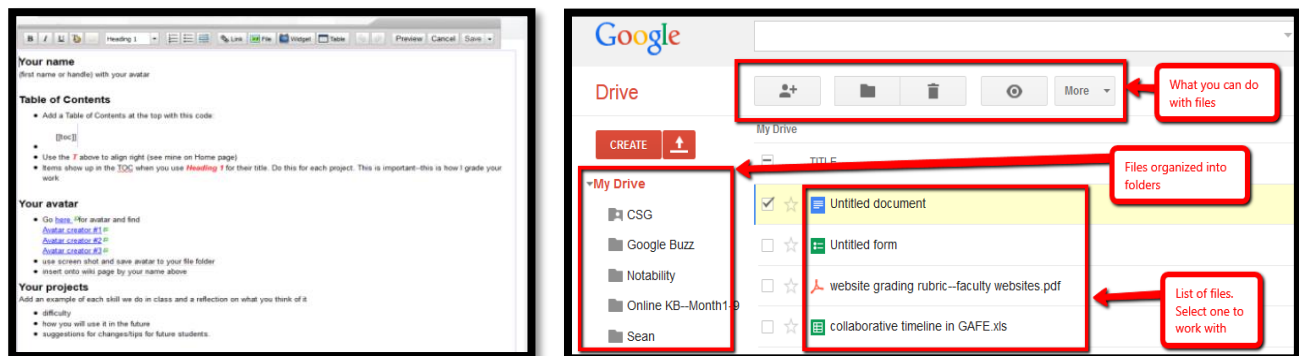 B I U Heading 1 Link File Widget Table Preview Cancel Save
Your name
(first name or handle) with your avatar
Table of Contents
Add a Table of Contents at the top with this code:
[[toc]]
Use the T above to align right (see mine on Home page)
Items show up in the TOC when you use Heading 1 for their title. Do this for each project. This is important--this is how I grade your
work
Your avatar
Go here for avatar and find
Avatar creator #1
Avatar creator #2
Avatar creator #3
use screen shot and save avatar to your file folder
insert onto wiki page by your name above
Your projects
Add an example of each skill we do in class and a reflection on what you think of it
difficulty
how you will use it in the future
suggestions for changes/tips for future students.
Google
Drive
More
What you can do
with files
My Drive
CREATE
TITLE
Files organized into
folders
My Drive
CSG
Google Buzz
Notability
Online KB--Month1-9
Sean
Untitled document
Untitled form
website grading rubric--faculty websites.pdf
collaborative timeline in GAFE.xls
List of files.
Select one to
work with